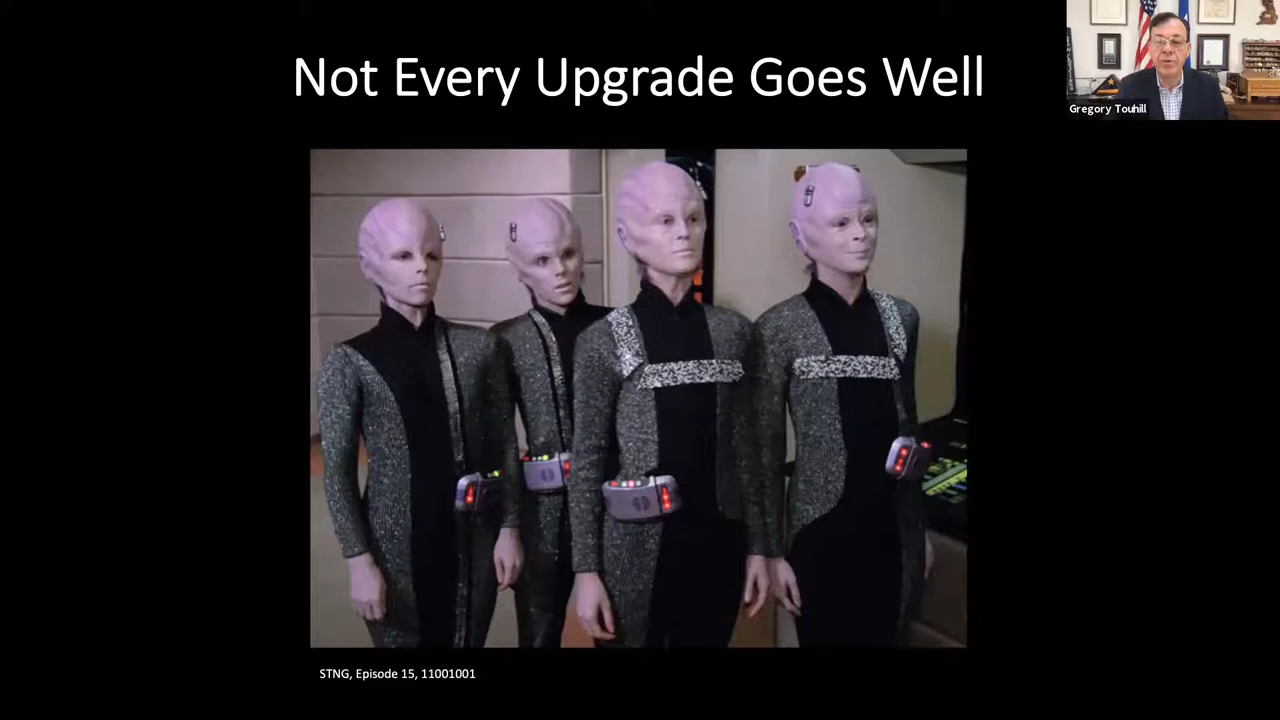 Not Every Upgrade Goes Well
Gregory Touhill
STNG, Episode 15, 11001001